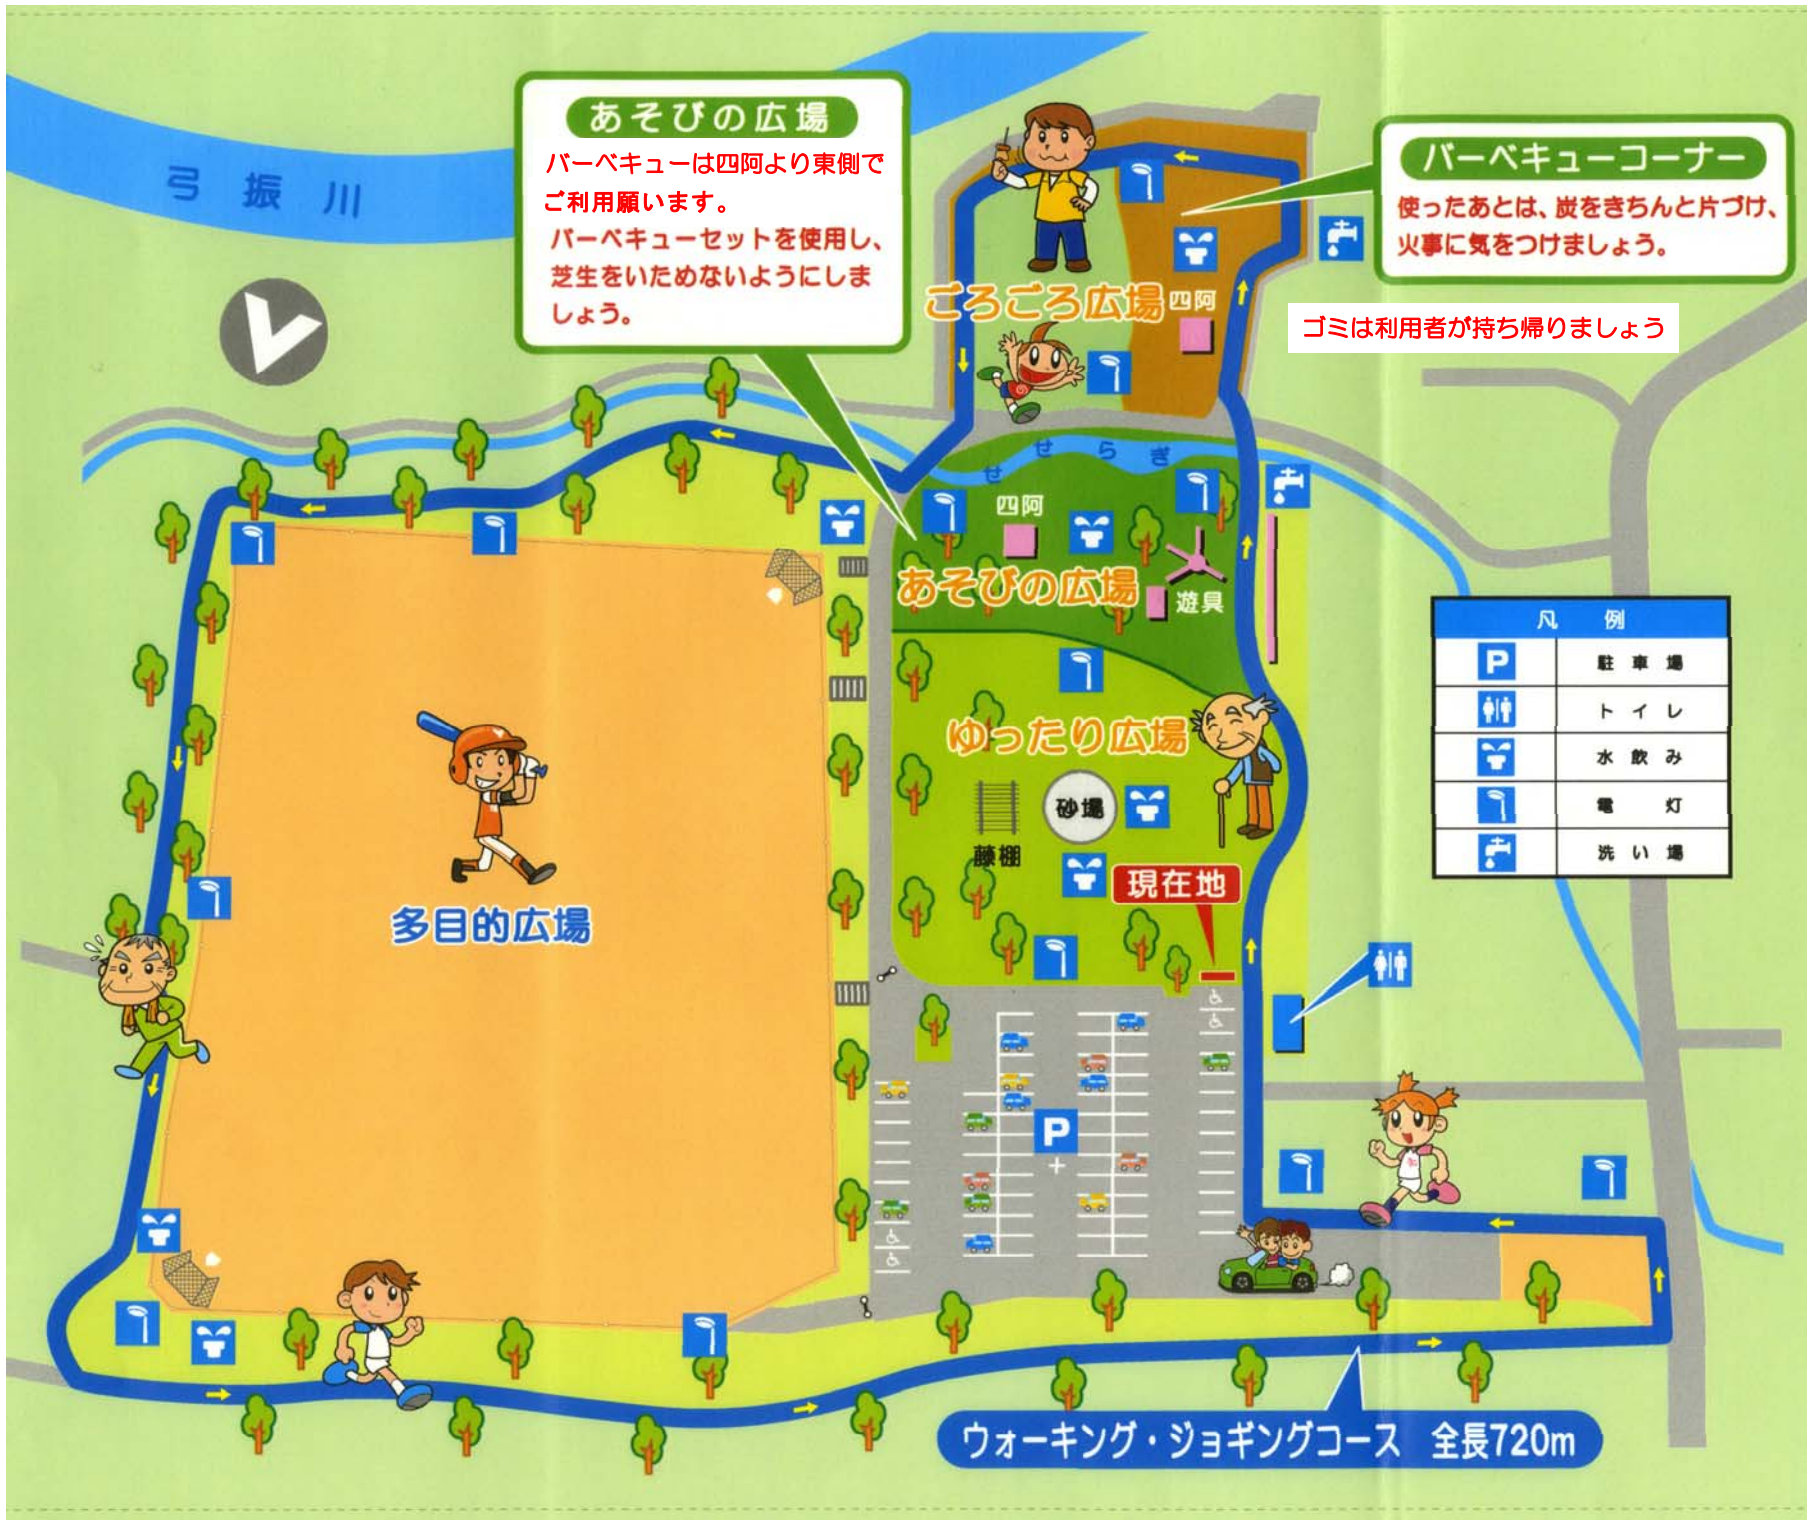 弓振川
あそびの広場
バーベキューは四阿より東側で
ご利用願います。
バーベキューセットを使用し、
芝生をいためないようにしま
しょう。
バーベキューコーナー
使ったあとは、炭をきちんと片づけ、
火事に気をつけましょう。
ごろごろ広場
四阿
ゴミは利用者が持ち帰りましょう
せせらぎ
四阿
あそびの広場
遊具
凡例
P 駐車場
トイレ
水飲み
電灯
洗い場
ゆったり広場
砂場
藤棚
現在地
多目的広場
P
ウォーキング・ジョギングコース 全長720m